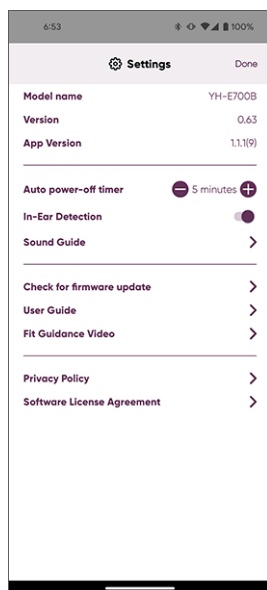 6:53 100%
Settings Done
Model name YH-E700B
Version 0.63
App Version 1.1.1(9)
Auto power-off timer 5 minutes
In-Ear Detection
Sound Guide
Check for firmware update
User Guide
Fit Guidance Video
Privacy Policy
Software License Agreement